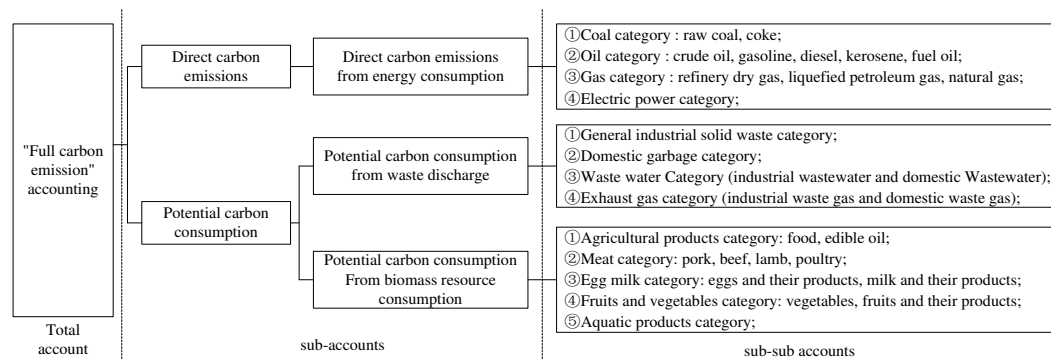 "Full carbon
emission"
accounting
Total
account
Direct carbon
emissions
Potential carbon
consumption
Direct carbon emissions
from energy consumption
Potential carbon consumption
from waste discharge
Potential carbon consumption
From biomass resource
consumption
sub-accounts
①Coal category : raw coal, coke;
②Oil category : crude oil, gasoline, diesel, kerosene, fuel oil;
③Gas category : refinery dry gas, liquefied petroleum gas, natural gas;
④Electric power category;
①General industrial solid waste category;
②Domestic garbage category;
③Waste water Category (industrial wastewater and domestic Wastewater);
④Exhaust gas category (industrial waste gas and domestic waste gas);
①Agricultural products category: food, edible oil;
②Meat category: pork, beef, lamb, poultry;
③Egg milk category: eggs and their products, milk and their products;
④Fruits and vegetables category: vegetables, fruits and their products;
⑤Aquatic products category;
sub-sub accounts